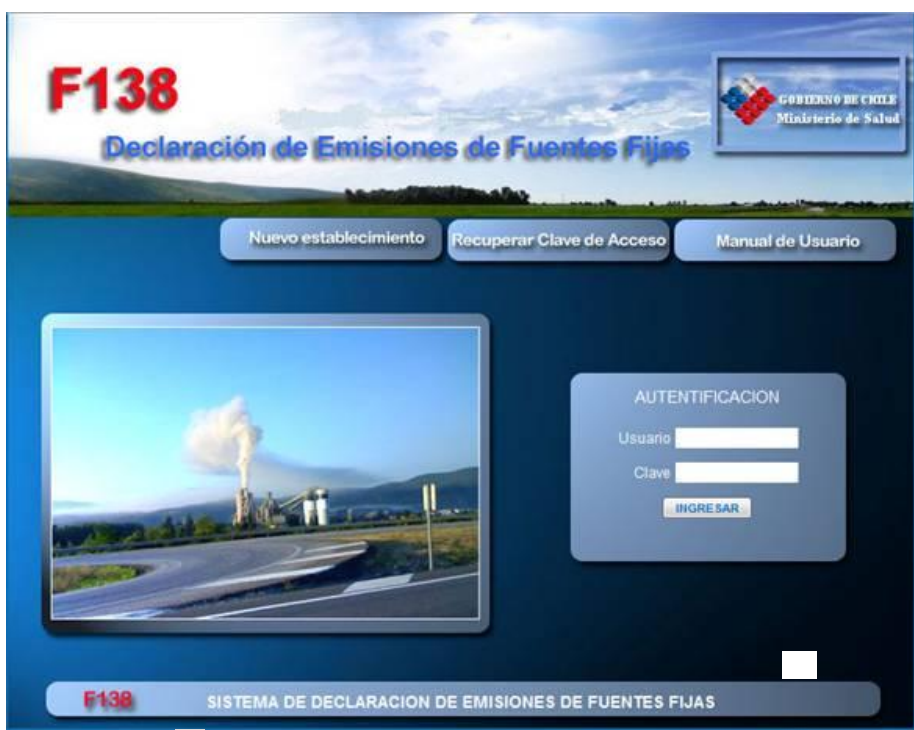 F138
Declaración de Emisiones de Fuentes Fijas
GOBIERNO DE CHILE
Ministerio de Salud
Nuevo establecimiento
Recuperar Clave de Acceso
Manual de Usuario
AUTENTIFICACION
Usuario
Clave
INGRESAR
F138
SISTEMA DE DECLARACION DE EMISIONES DE FUENTES FIJAS